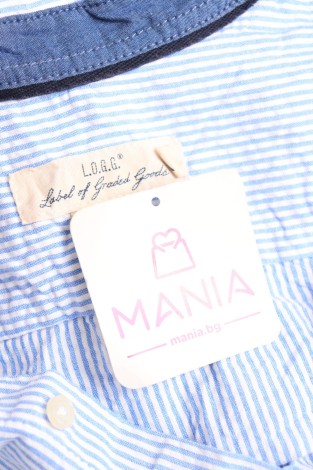 L.O.G.G.®
Label of Graded Goods
MANIA
mania.bg